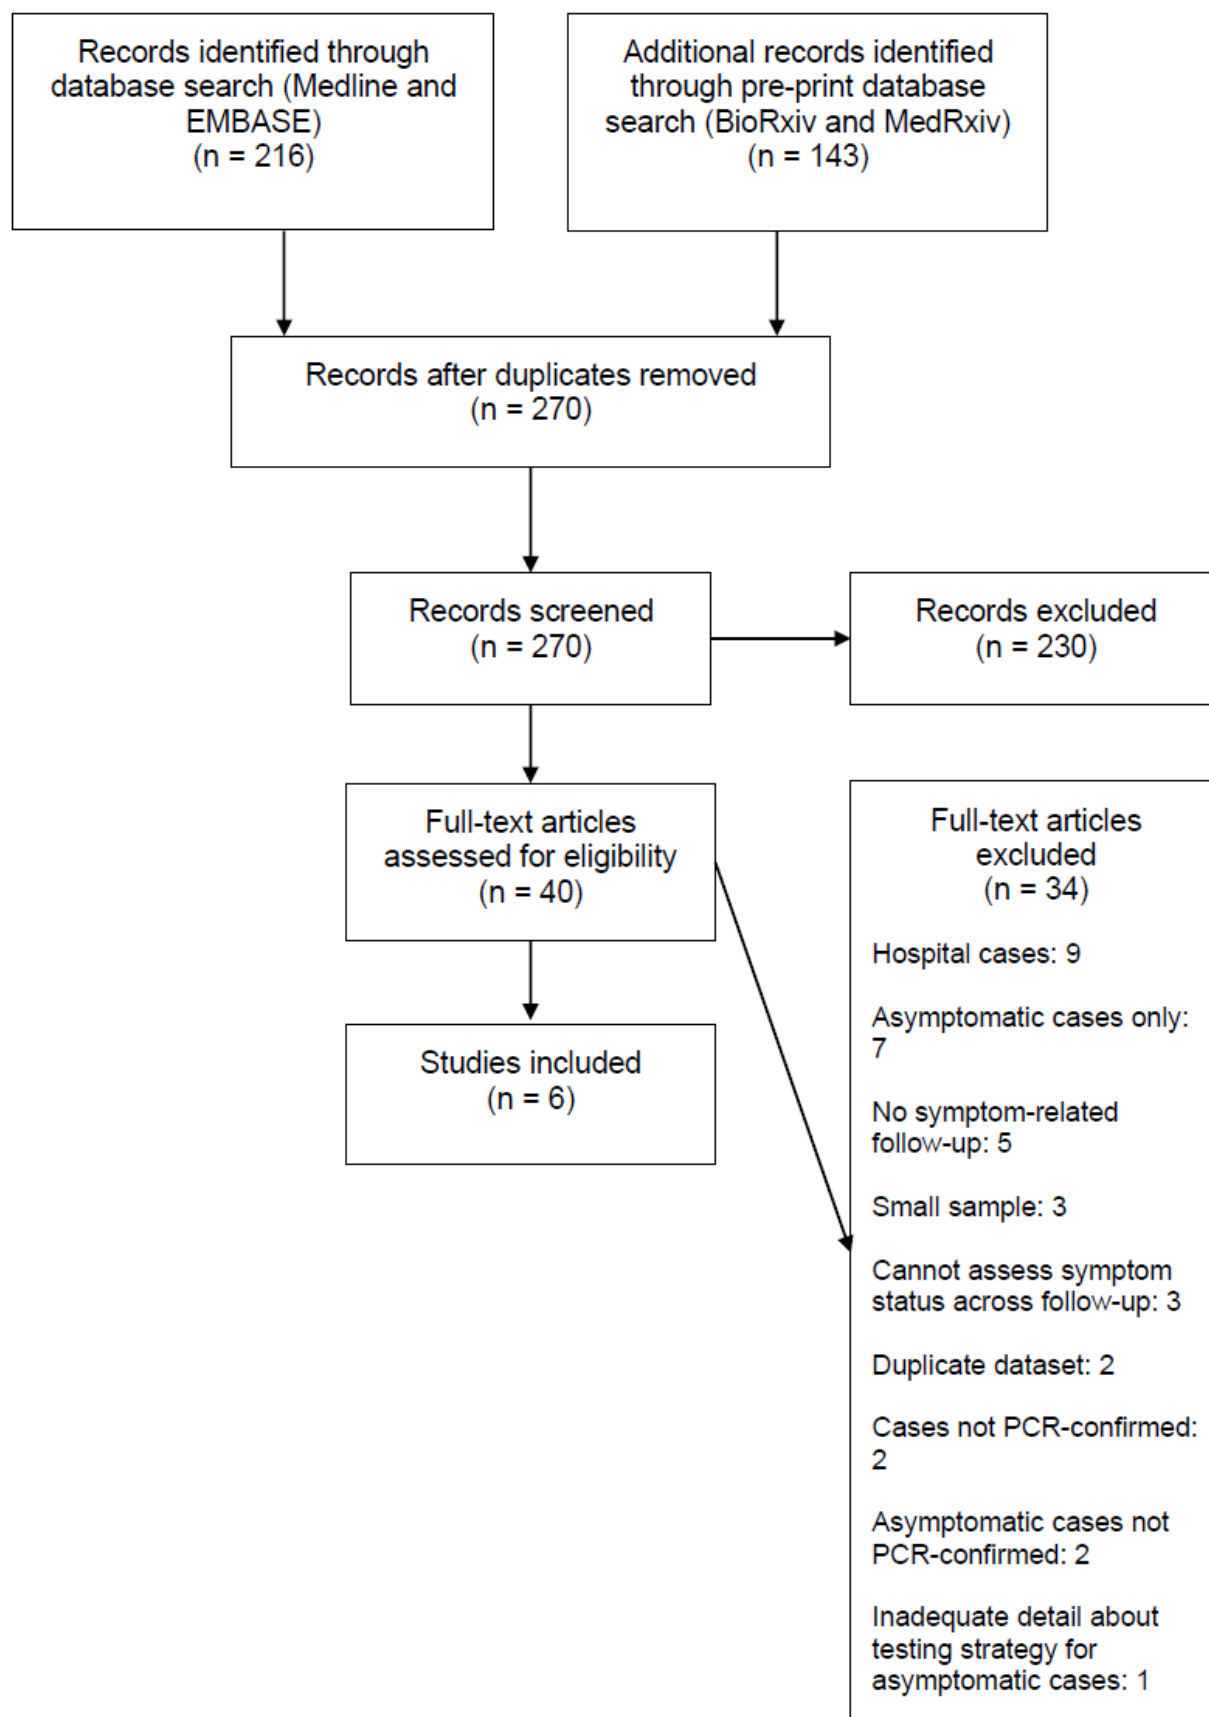 Records identified through
database search (Medline and
EMBASE)
(n = 216)
Additional records identified
through pre-print database
search (BioRxiv and MedRxiv)
(n = 143)
Records after duplicates removed
(n = 270)
Records screened
(n = 270)
Records excluded
(n = 230)
Full-text articles
assessed for eligibility
(n = 40)
Full-text articles
excluded
(n = 34)
Hospital cases: 9
Asymptomatic cases only:
7
No symptom-related
follow-up: 5
Small sample: 3
Cannot assess symptom
status across follow-up: 3
Duplicate dataset: 2
Cases not PCR-confirmed:
2
Asymptomatic cases not
PCR-confirmed: 2
Inadequate detail about
testing strategy for
asymptomatic cases: 1
Studies included
(n = 6)